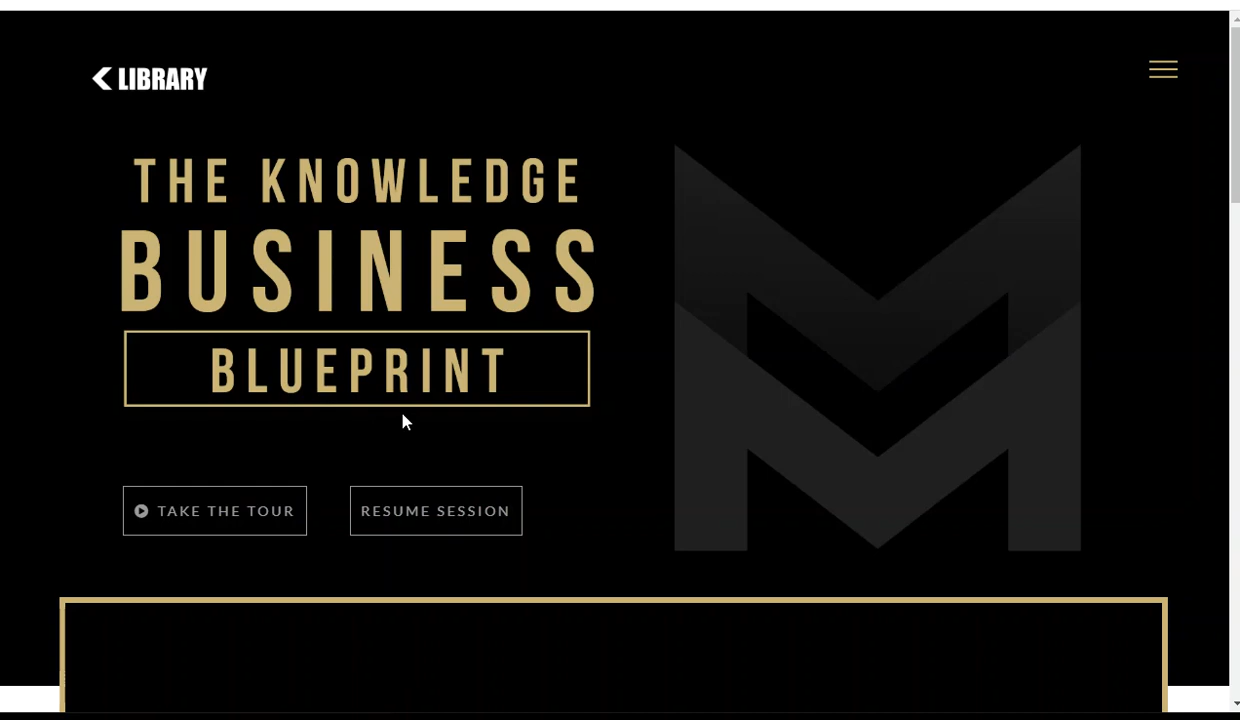 LIBRARY
THE KNOWLEDGE
BUSINESS
BLUEPRINT
TAKE THE TOUR
RESUME SESSION